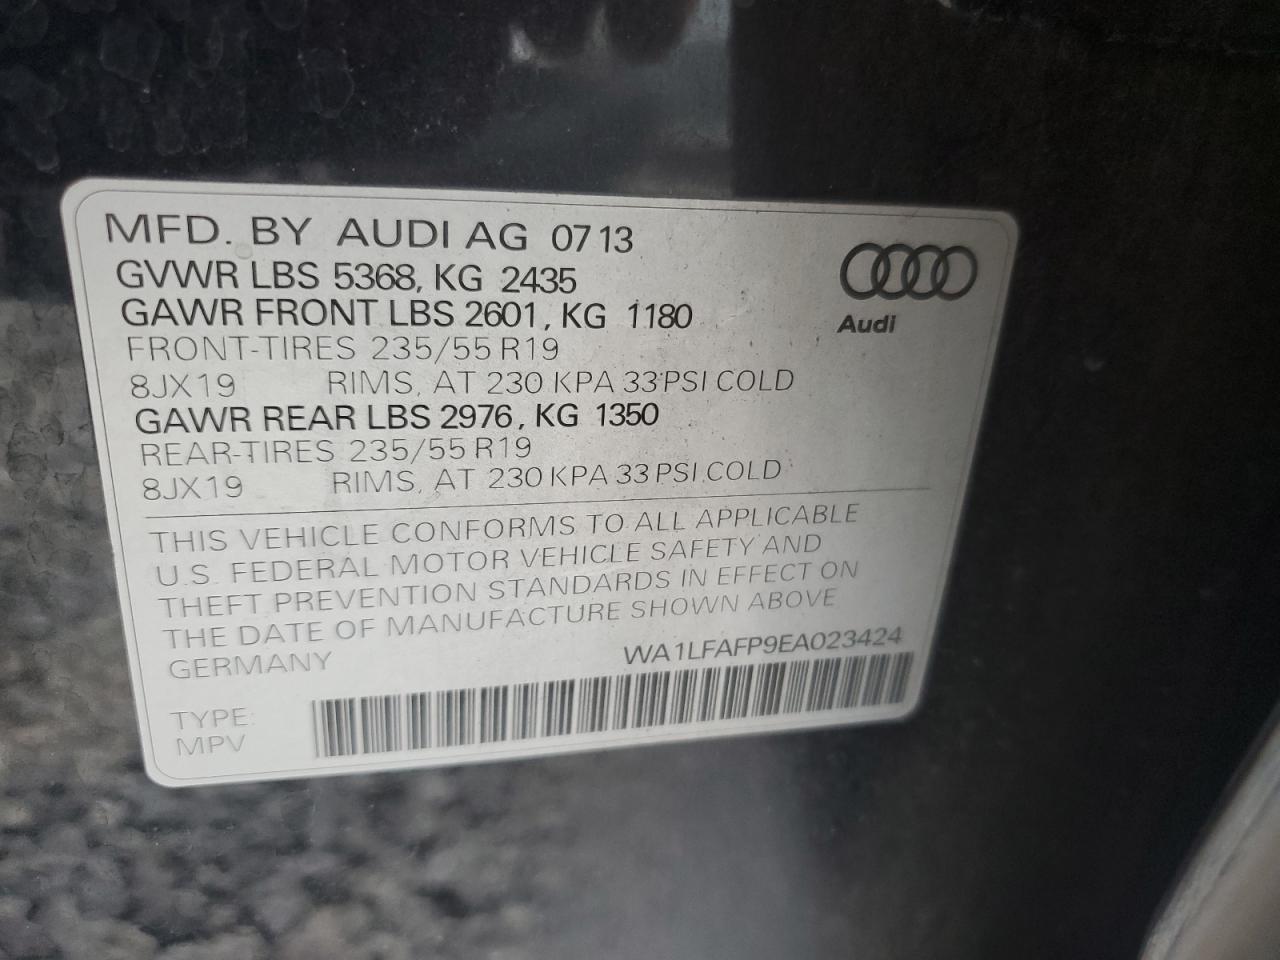 MFD. BY AUDI AG 07 13
GVWR LBS 5368, KG 2435
GAWR FRONT LBS 2601, KG 1180
FRONT-TIRES 235/55 R19
8JX19 RIMS, AT 230 KPA 33 PSI COLD
GAWR REAR LBS 2976, KG 1350
REAR-TIRES 235/55 R19
8JX19 RIMS, AT 230 KPA 33 PSI COLD
Audi
THIS VEHICLE CONFORMS TO ALL APPLICABLE
U.S. FEDERAL MOTOR VEHICLE SAFETY AND
THEFT PREVENTION STANDARDS IN EFFECT ON
THE DATE OF MANUFACTURE SHOWN ABOVE
GERMANY WA1LFAFP9EA023424
TYPE:
MPV